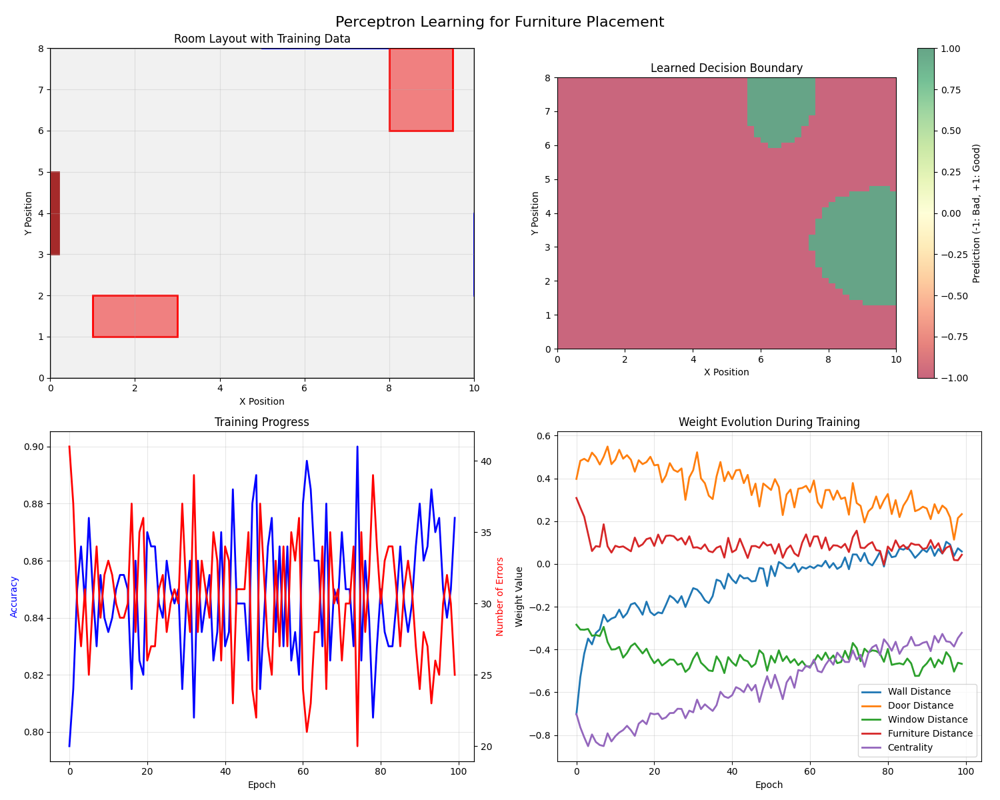 Perceptron Learning for Furniture Placement
Room Layout with Training Data
8
7
6
5
4
3
2
1
0
Y Position
0 2 4 6 8 10
X Position
Learned Decision Boundary
8
7
6
5
4
3
2
1
0
Y Position
0 2 4 6 8 10
X Position
1.00
0.75
0.50
0.25
0.00
−0.25
−0.50
−0.75
−1.00
Prediction (-1: Bad, +1: Good)
Training Progress
0.90
0.88
0.86
0.84
0.82
0.80
Accuracy
40
35
30
25
20
Number of Errors
0 20 40 60 80 100
Epoch
Weight Evolution During Training
0.6
0.4
0.2
0.0
−0.2
−0.4
−0.6
−0.8
Weight Value
Wall Distance
Door Distance
Window Distance
Furniture Distance
Centrality
0 20 40 60 80 100
Epoch